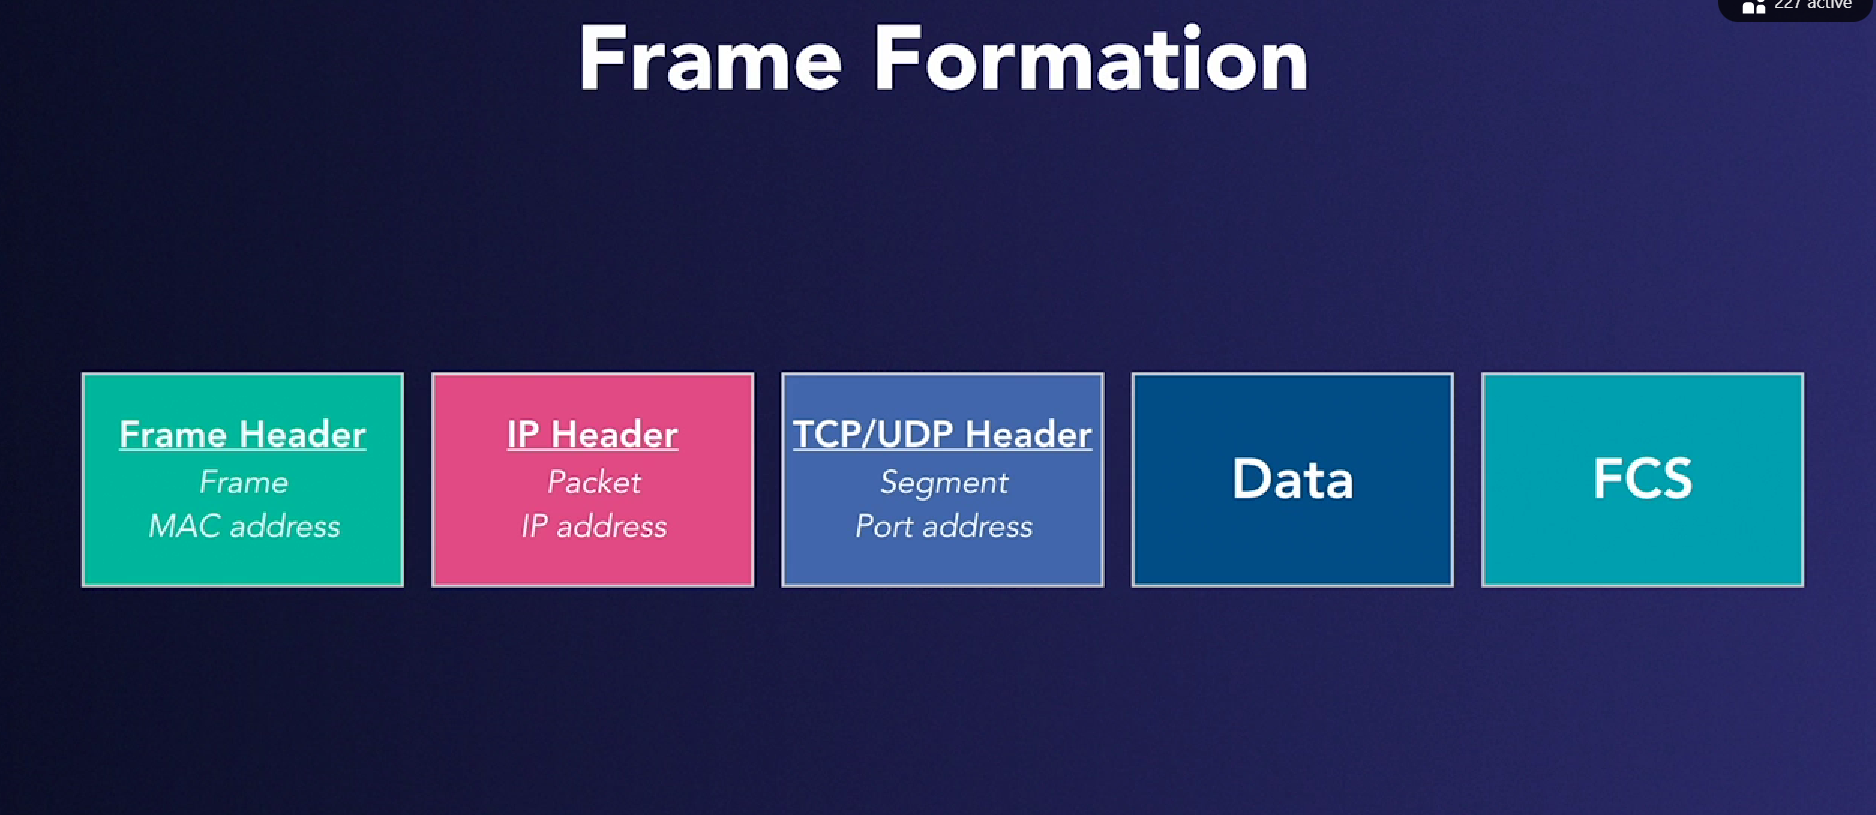 227 active
Frame Formation
Frame Header
Frame
MAC address
IP Header
Packet
IP address
TCP/UDP Header
Segment
Port address
Data
FCS